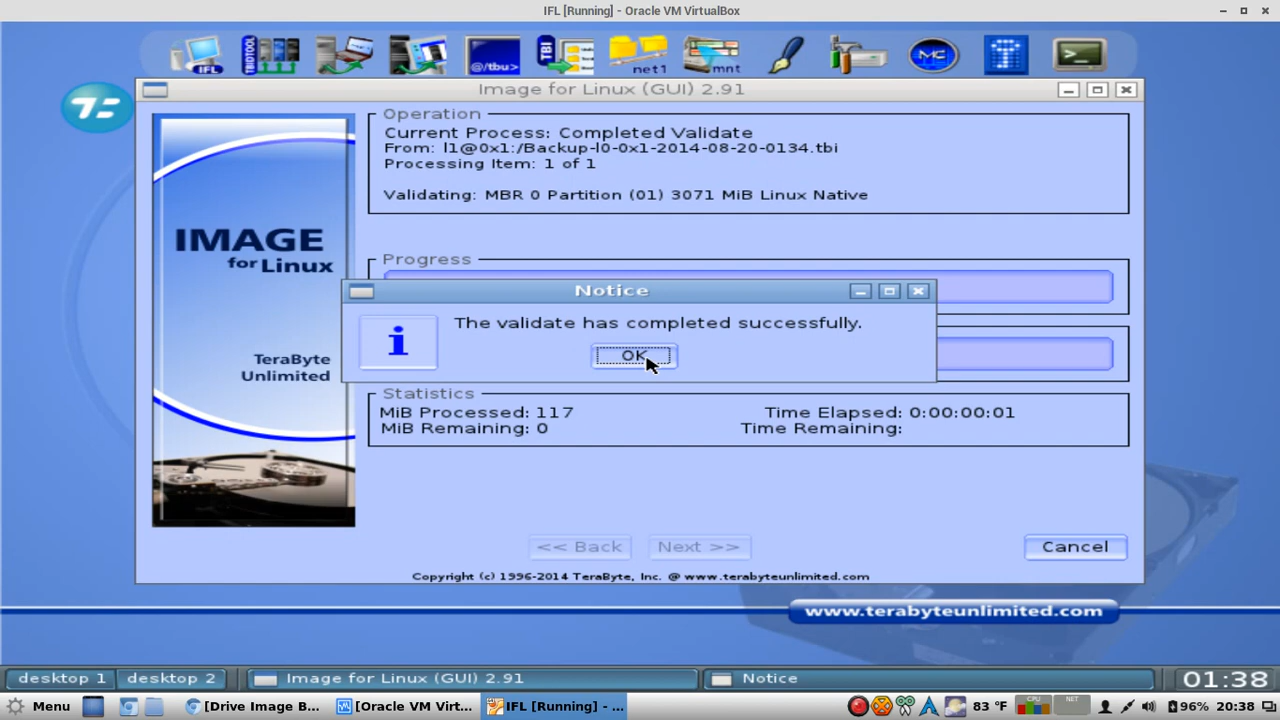 IFL [Running] - Oracle VM VirtualBox
IFL
TBIDTOOL
@/tbu>
TBI
net1
mnt
MC
T
>_
Image for Linux (GUI) 2.91
Operation
Current Process: Completed Validate
From: l1@0x1:/Backup-l0-0x1-2014-08-20-0134.tbi
Processing Item: 1 of 1
Validating: MBR 0 Partition (01) 3071 MiB Linux Native
IMAGE
for Linux
TeraByte
Unlimited
Progress
Notice
i
The validate has completed successfully.
OK
Statistics
MiB Processed: 117
Time Elapsed: 0:00:00:01
MiB Remaining: 0
Time Remaining:
<< Back
Next >>
Cancel
Copyright (c) 1996-2014 TeraByte, Inc. @ www.terabyteunlimited.com
www.terabyteunlimited.com
desktop 1
desktop 2
Image for Linux (GUI) 2.91
Notice
01:38
Menu
[Drive Image B...
[Oracle VM Virt...
IFL [Running] - ...
83 °F
CPU
NET
96%
20:38